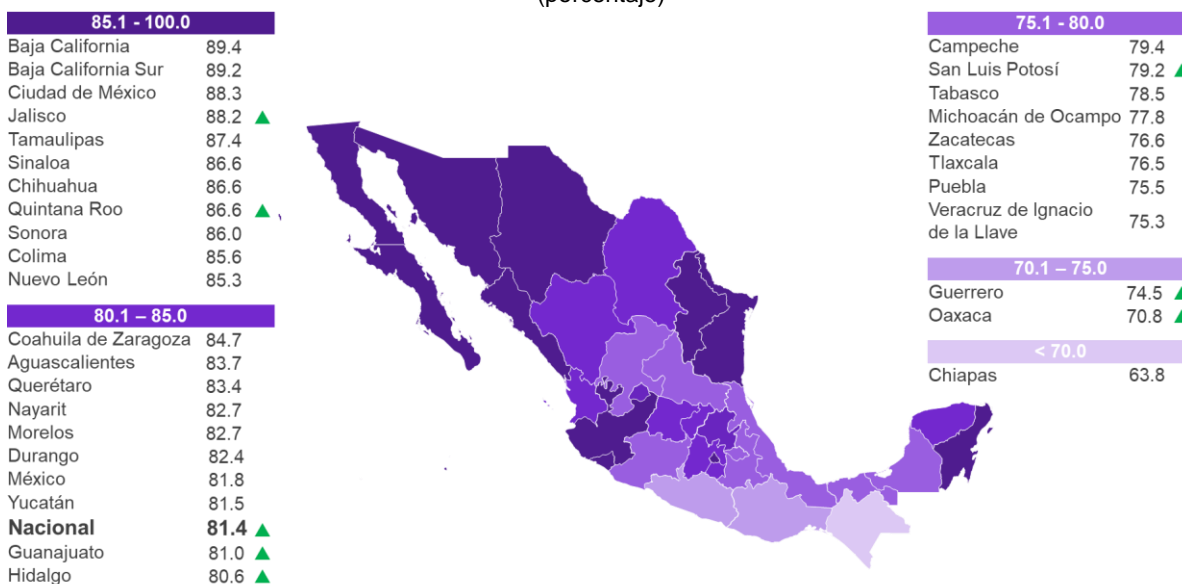 (porcentaje)
85.1 - 100.0
Baja California 89.4
Baja California Sur 89.2
Ciudad de México 88.3
Jalisco 88.2 ▲
Tamaulipas 87.4
Sinaloa 86.6
Chihuahua 86.6
Quintana Roo 86.6 ▲
Sonora 86.0
Colima 85.6
Nuevo León 85.3
80.1 – 85.0
Coahuila de Zaragoza 84.7
Aguascalientes 83.7
Querétaro 83.4
Nayarit 82.7
Morelos 82.7
Durango 82.4
México 81.8
Yucatán 81.5
Nacional 81.4 ▲
Guanajuato 81.0 ▲
Hidalgo 80.6 ▲
75.1 - 80.0
Campeche 79.4
San Luis Potosí 79.2 ▲
Tabasco 78.5
Michoacán de Ocampo 77.8
Zacatecas 76.6
Tlaxcala 76.5
Puebla 75.5
Veracruz de Ignacio
de la Llave 75.3
70.1 – 75.0
Guerrero 74.5 ▲
Oaxaca 70.8 ▲
< 70.0
Chiapas 63.8